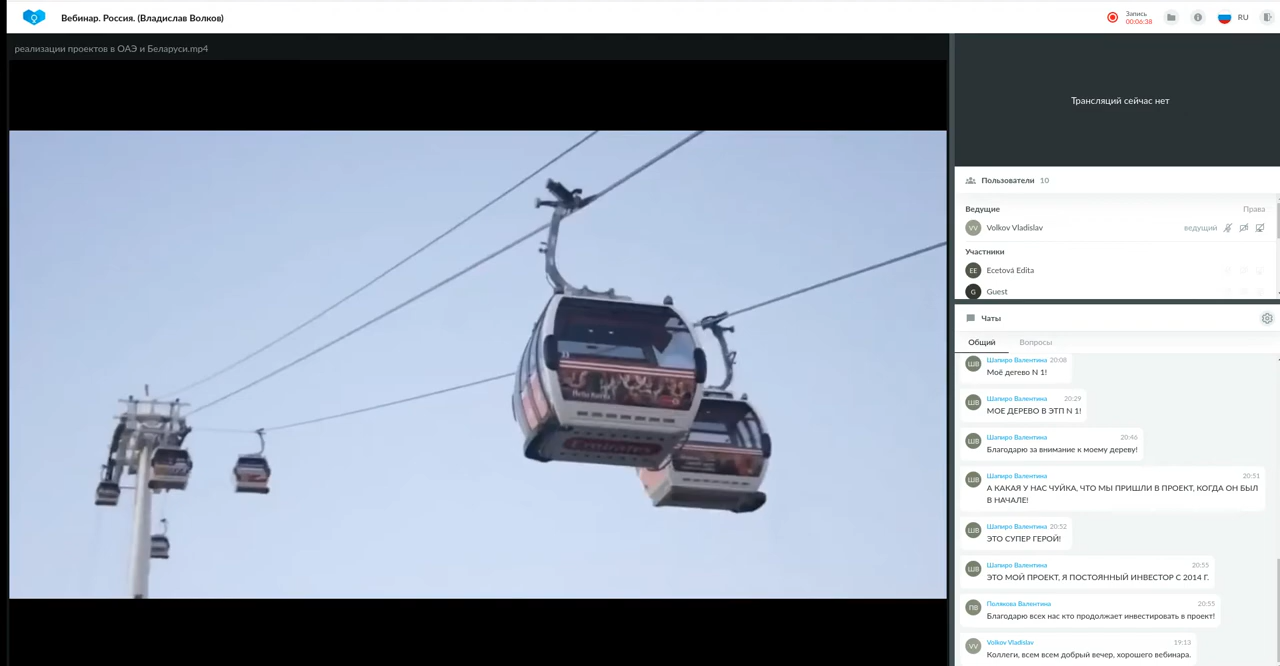 Вебинар. Россия. (Владислав Волков)
Запись
00:06:38
RU
реализации проектов в ОАЭ и Беларуси.mp4
Трансляций сейчас нет
Пользователи 10
Ведущие Права
VV Volkov Vladislav ведущий
Участники
EE Ecetová Edita
G Guest
Чаты
Общий Вопросы
ШВ Шапиро Валентина 20:08
Моё дегево N 1!
ШВ Шапиро Валентина 20:29
МОЕ ДЕРЕВО В ЭТП N 1!
ШВ Шапиро Валентина 20:46
Благодарю за внимание к моему дереву!
ШВ Шапиро Валентина 20:51
А КАКАЯ У НАС ЧУЙКА, ЧТО МЫ ПРИШЛИ В ПРОЕКТ, КОГДА ОН БЫЛ
В НАЧАЛЕ!
ШВ Шапиро Валентина 20:52
ЭТО СУПЕР ГЕРОЙ!
ШВ Шапиро Валентина 20:55
ЭТО МОЙ ПРОЕКТ, Я ПОСТОЯННЫЙ ИНВЕСТОР С 2014 Г.
ПВ Полякова Валентина 20:55
Благодарю всех нас кто продолжает инвестировать в проект!
VV Volkov Vladislav 19:13
Коллеги, всем всем добрый вечер, хорошего вебинара.
Emirates